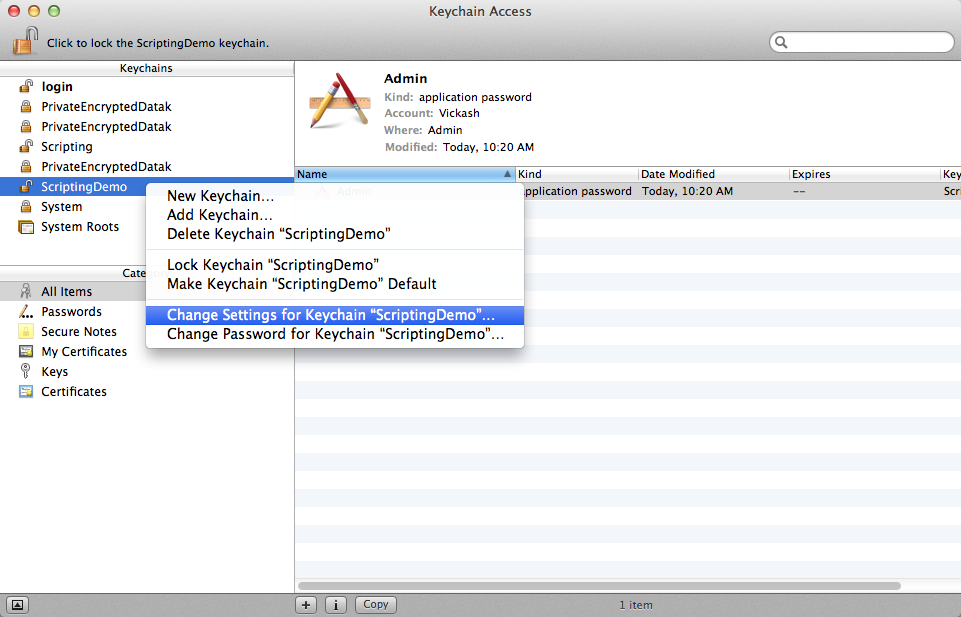 Keychain Access
Click to lock the ScriptingDemo keychain.
Keychains
login
PrivateEncryptedDatak
PrivateEncryptedDatak
Scripting
PrivateEncryptedDatak
ScriptingDemo
System
System Roots
Admin
Kind: application password
Account: Vickash
Where: Admin
Modified: Today, 10:20 AM
Name Kind Date Modified Expires Key
Admin application password Today, 10:20 AM -- Scri
New Keychain...
Add Keychain...
Delete Keychain “ScriptingDemo”
Lock Keychain “ScriptingDemo”
Make Keychain “ScriptingDemo” Default
Change Settings for Keychain “ScriptingDemo”...
Change Password for Keychain “ScriptingDemo”...
Category
All Items
Passwords
Secure Notes
My Certificates
Keys
Certificates
+ i Copy
1 item